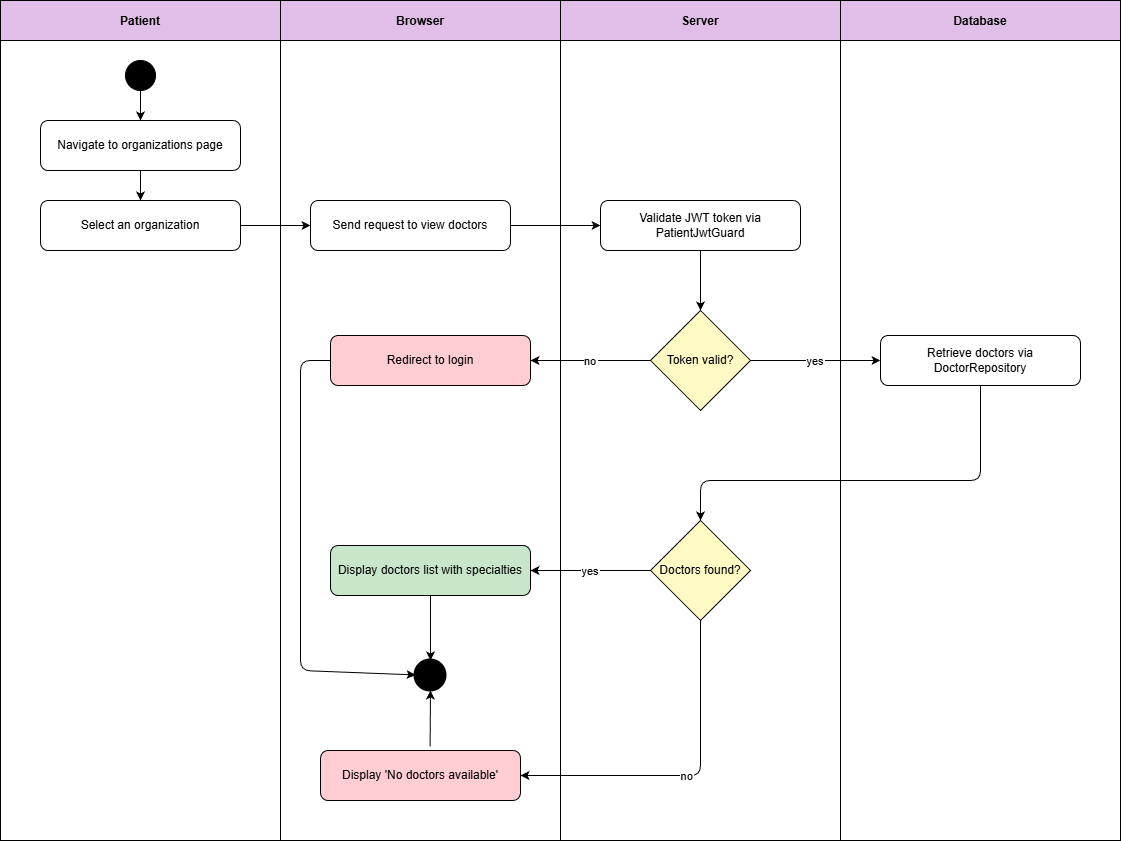 Patient
Browser
Server
Database
Navigate to organizations page
Select an organization
Send request to view doctors
Validate JWT token via
PatientJwtGuard
Redirect to login
no
Token valid?
yes
Retrieve doctors via
DoctorRepository
Display doctors list with specialties
yes
Doctors found?
Display 'No doctors available'
no